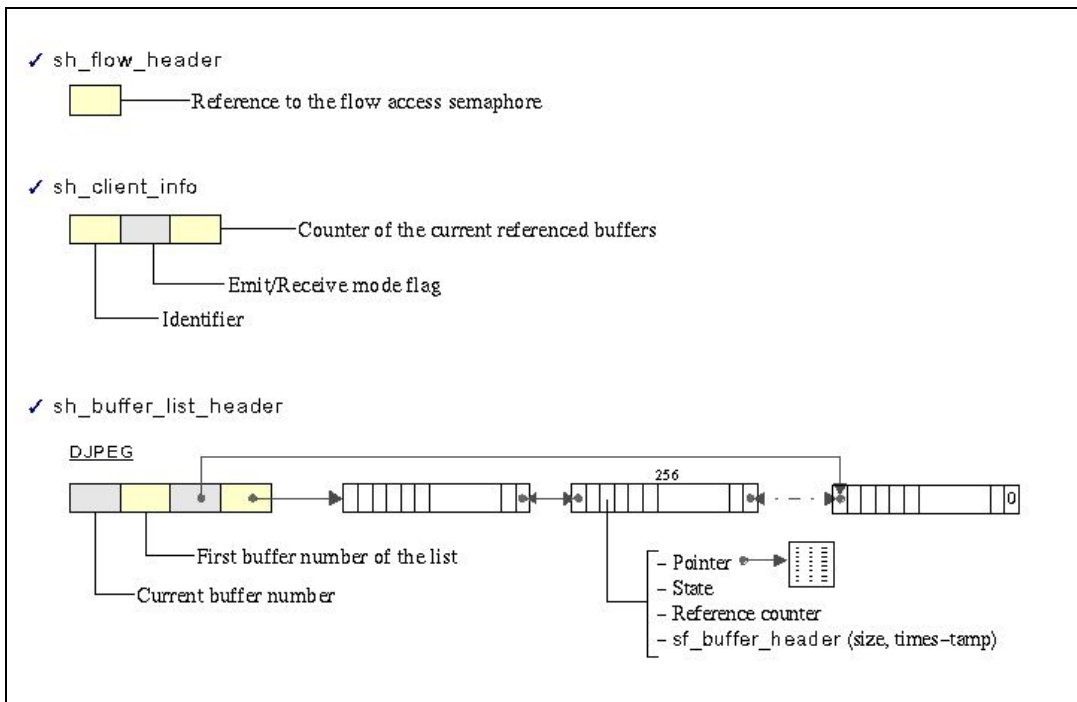 ✓ sh_flow_header
Reference to the flow access semaphore
✓ sh_client_info
Counter of the current referenced buffers
Emit/Receive mode flag
Identifier
✓ sh_buffer_list_header
DJPEG
256
0
First buffer number of the list
Current buffer number
– Pointer
– State
– Reference counter
– sf_buffer_header (size, times–tamp)